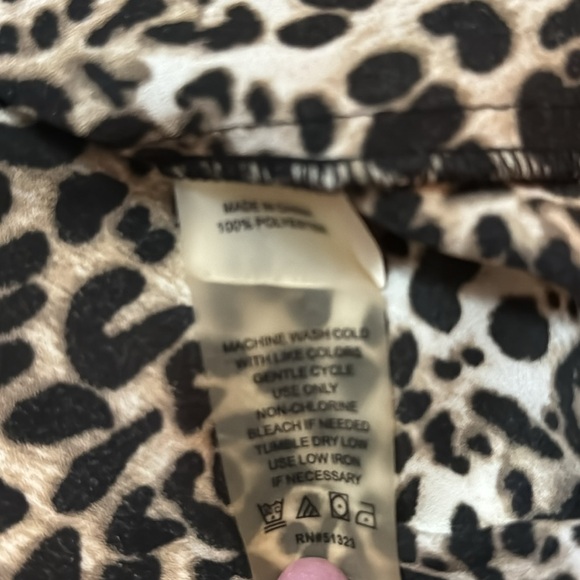 MADE IN CHINA
100% POLYESTER
MACHINE WASH COLD
WITH LIKE COLORS
GENTLE CYCLE
USE ONLY
NON-CHLORINE
BLEACH IF NEEDED
TUMBLE DRY LOW
USE LOW IRON
IF NECESSARY
RN#51323